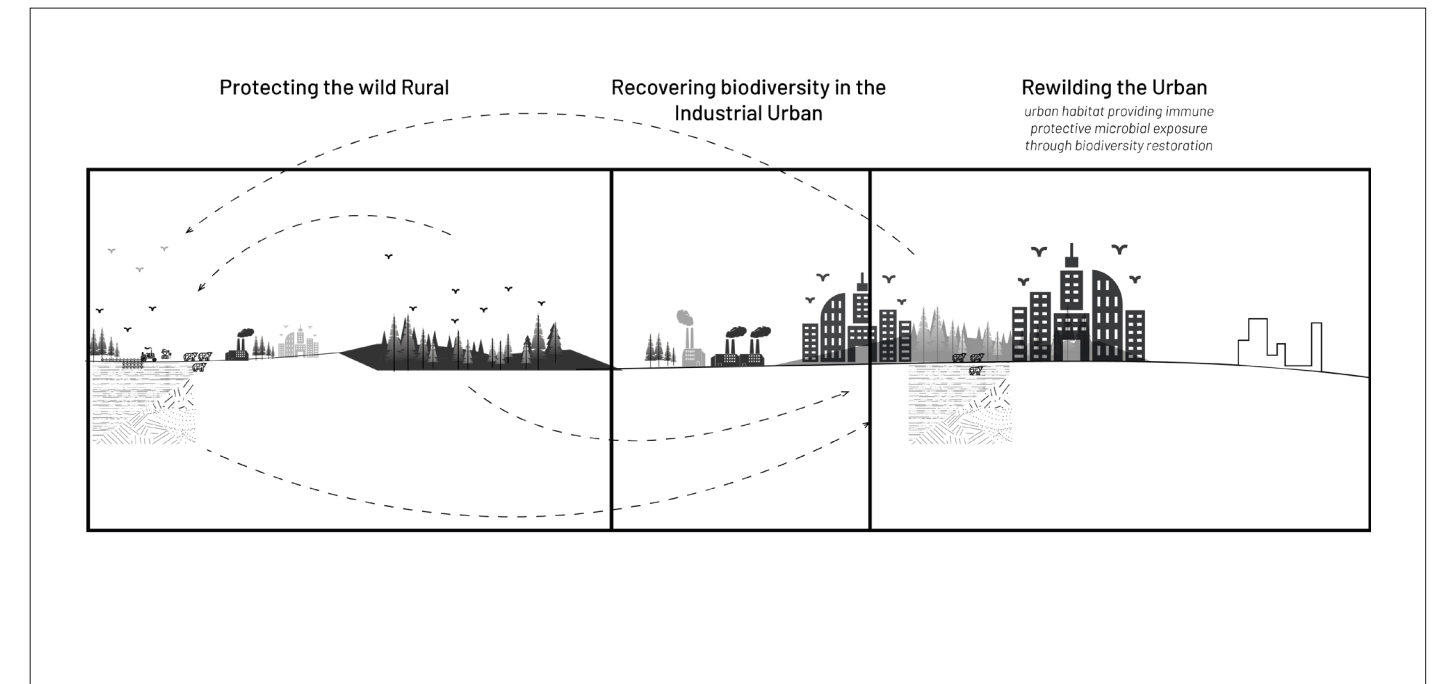 Protecting the wild Rural
Recovering biodiversity in the
Industrial Urban
Rewilding the Urban
urban habitat providing immune
protective microbial exposure
through biodiversity restoration